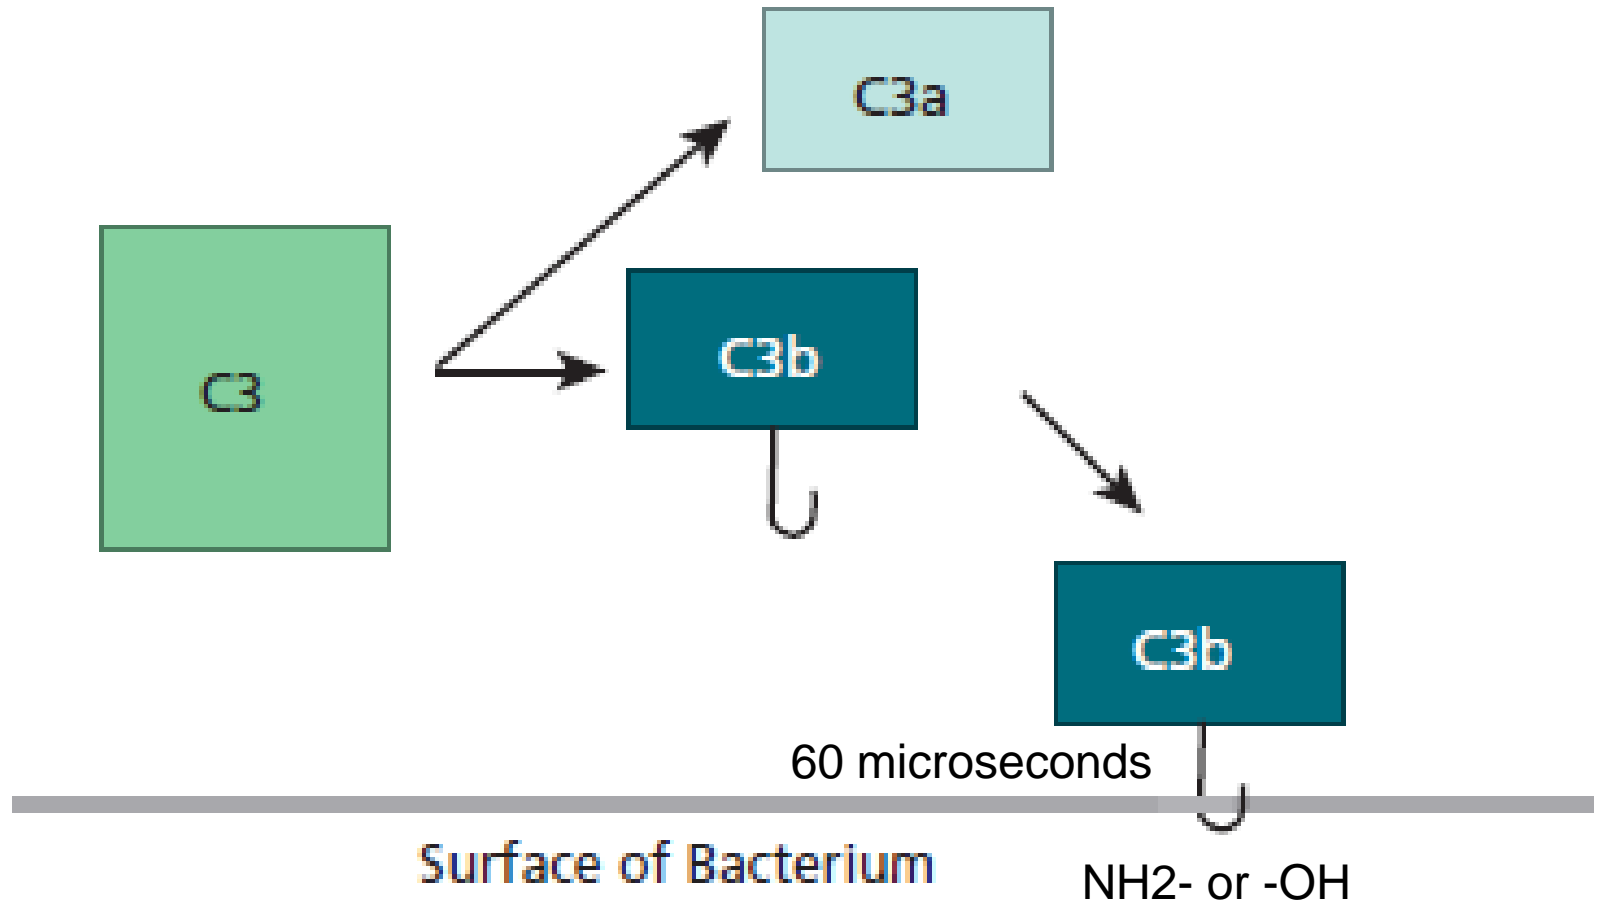 C3a
C3
C3b
C3b
60 microseconds
Surface of Bacterium
NH2- or -OH